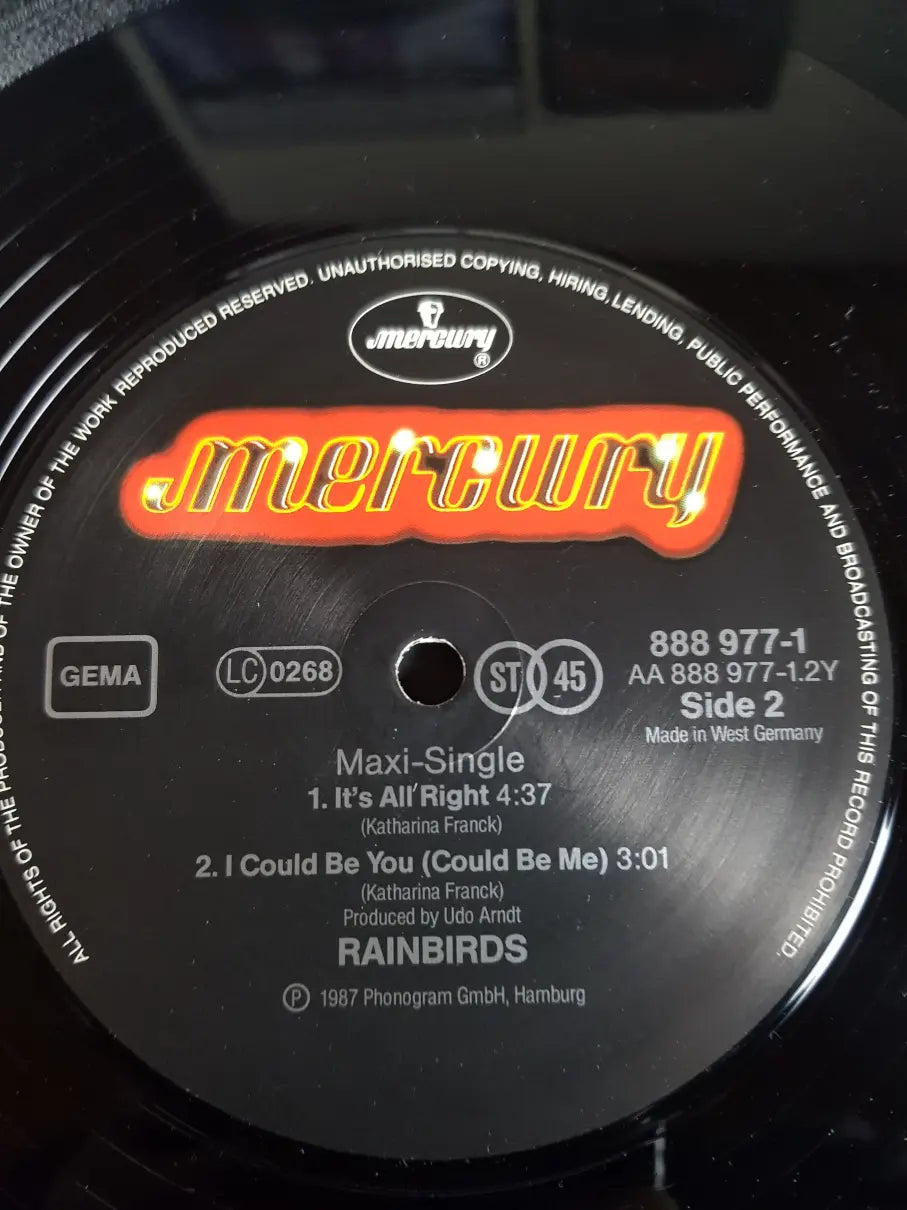 ALL RIGHTS OF THE PRODUCER AND OF THE OWNER OF THE WORK REPRODUCED RESERVED. UNAUTHORISED COPYING, HIRING, LENDING, PUBLIC PERFORMANCE AND BROADCASTING OF THIS RECORD PROHIBITED.
mercury ®
mercury
GEMA
LC 0268
ST 45
888 977-1
AA 888 977-1.2Y
Side 2
Made in West Germany
Maxi-Single
1. It's All Right 4:37
(Katharina Franck)
2. I Could Be You (Could Be Me) 3:01
(Katharina Franck)
Produced by Udo Arndt
RAINBIRDS
Ⓟ 1987 Phonogram GmbH, Hamburg